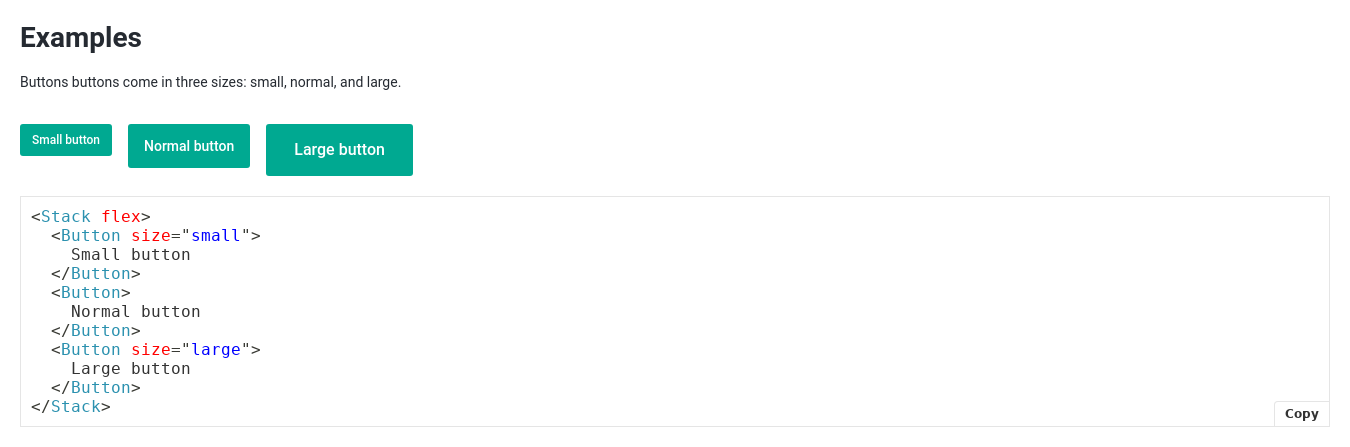 Examples
Buttons buttons come in three sizes: small, normal, and large.
Small button Normal button Large button
<Stack flex>
  <Button size="small">
    Small button
  </Button>
  <Button>
    Normal button
  </Button>
  <Button size="large">
    Large button
  </Button>
</Stack>
Copy